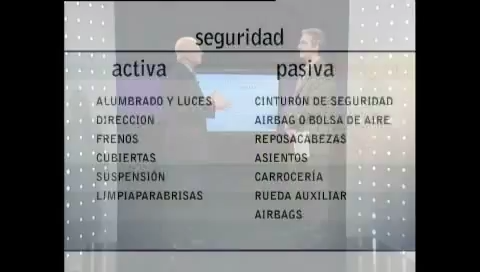 seguridad
activa
ALUMBRADO Y LUCES
DIRECCION
FRENOS
CUBIERTAS
SUSPENSIÓN
LIMPIAPARABRISAS
pasiva
CINTURÓN DE SEGURIDAD
AIRBAG O BOLSA DE AIRE
REPOSACABEZAS
ASIENTOS
CARROCERÍA
RUEDA AUXILIAR
AIRBAGS